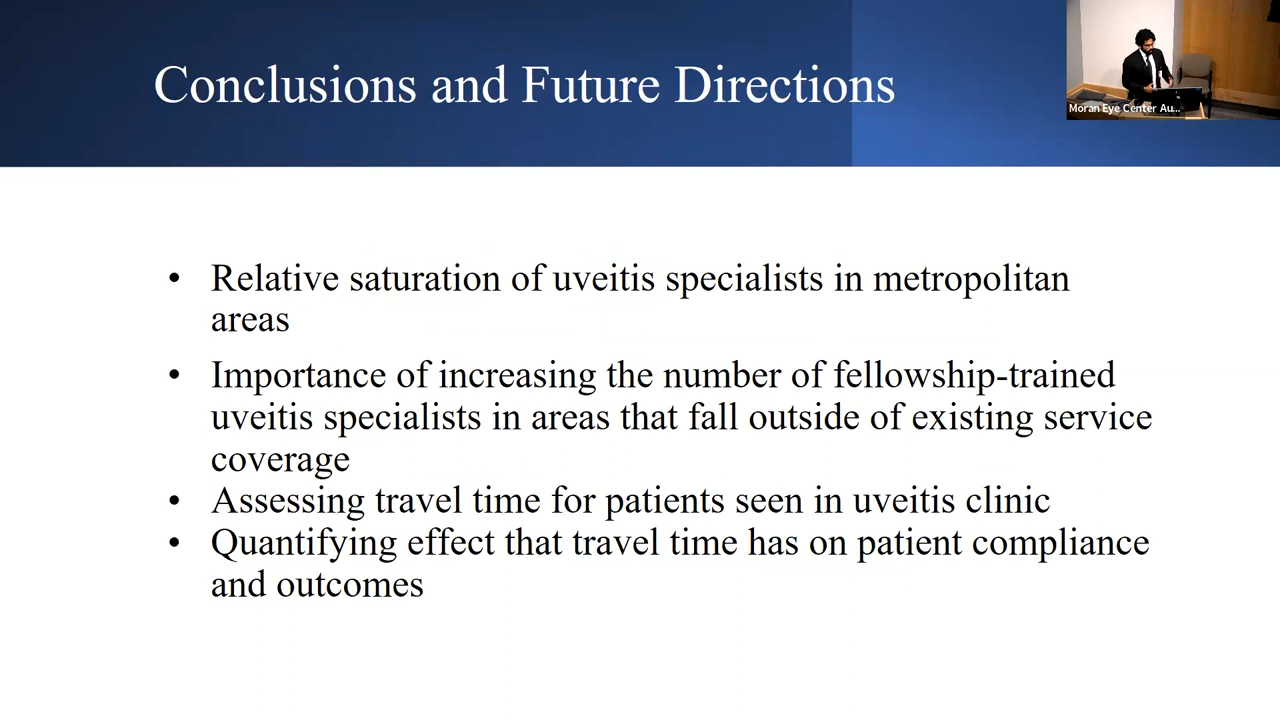 Conclusions and Future Directions
Moran Eye Center Au...
• Relative saturation of uveitis specialists in metropolitan
areas
• Importance of increasing the number of fellowship-trained
uveitis specialists in areas that fall outside of existing service
coverage
• Assessing travel time for patients seen in uveitis clinic
• Quantifying effect that travel time has on patient compliance
and outcomes